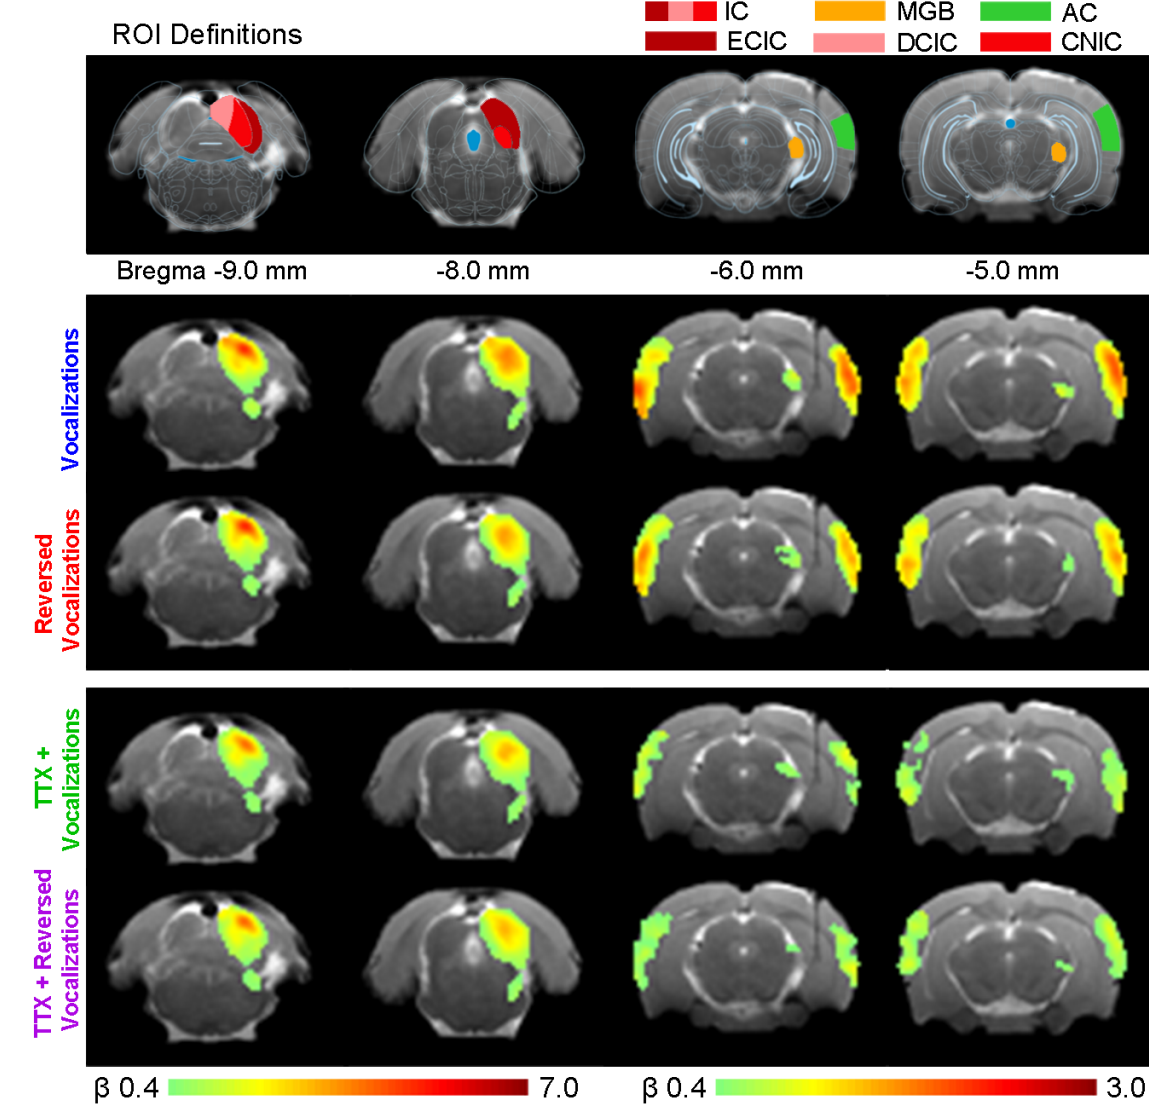 ROI Definitions
IC MGB AC
ECIC DCIC CNIC
Bregma -9.0 mm -8.0 mm -6.0 mm -5.0 mm
Vocalizations
Reversed
Vocalizations
TTX +
Vocalizations
TTX + Reversed
Vocalizations
β 0.4 7.0 β 0.4 3.0